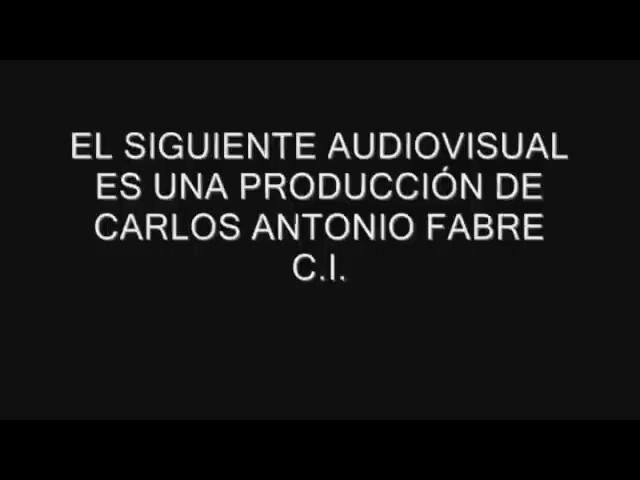 EL SIGUIENTE AUDIOVISUAL
ES UNA PRODUCCIÓN DE
CARLOS ANTONIO FABRE
C.I.